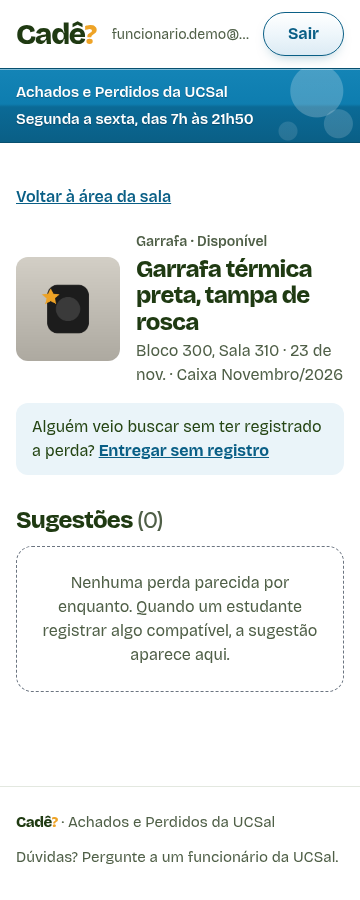 Cadê? funcionario.demo@... Sair
Achados e Perdidos da UCSal
Segunda a sexta, das 7h às 21h50
Voltar à área da sala
Garrafa · Disponível
Garrafa térmica
preta, tampa de
rosca
Bloco 300, Sala 310 · 23 de
nov. · Caixa Novembro/2026
Alguém veio buscar sem ter registrado
a perda? Entregar sem registro
Sugestões (0)
Nenhuma perda parecida por
enquanto. Quando um estudante
registrar algo compatível, a sugestão
aparece aqui.
Cadê? · Achados e Perdidos da UCSal
Dúvidas? Pergunte a um funcionário da UCSal.